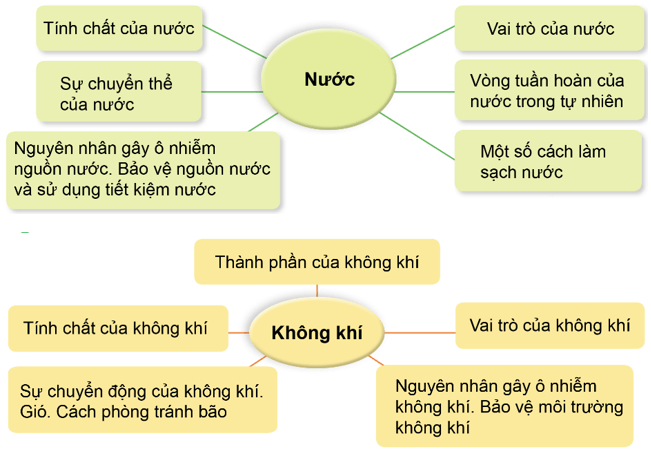 Tính chất của nước
Sự chuyển thể
của nước
Nguyên nhân gây ô nhiễm
nguồn nước. Bảo vệ nguồn nước
và sử dụng tiết kiệm nước
Nước
Vai trò của nước
Vòng tuần hoàn của
nước trong tự nhiên
Một số cách làm
sạch nước
Thành phần của không khí
Tính chất của không khí
Không khí
Vai trò của không khí
Sự chuyển động của không khí.
Gió. Cách phòng tránh bão
Nguyên nhân gây ô nhiễm
không khí. Bảo vệ môi trường
không khí